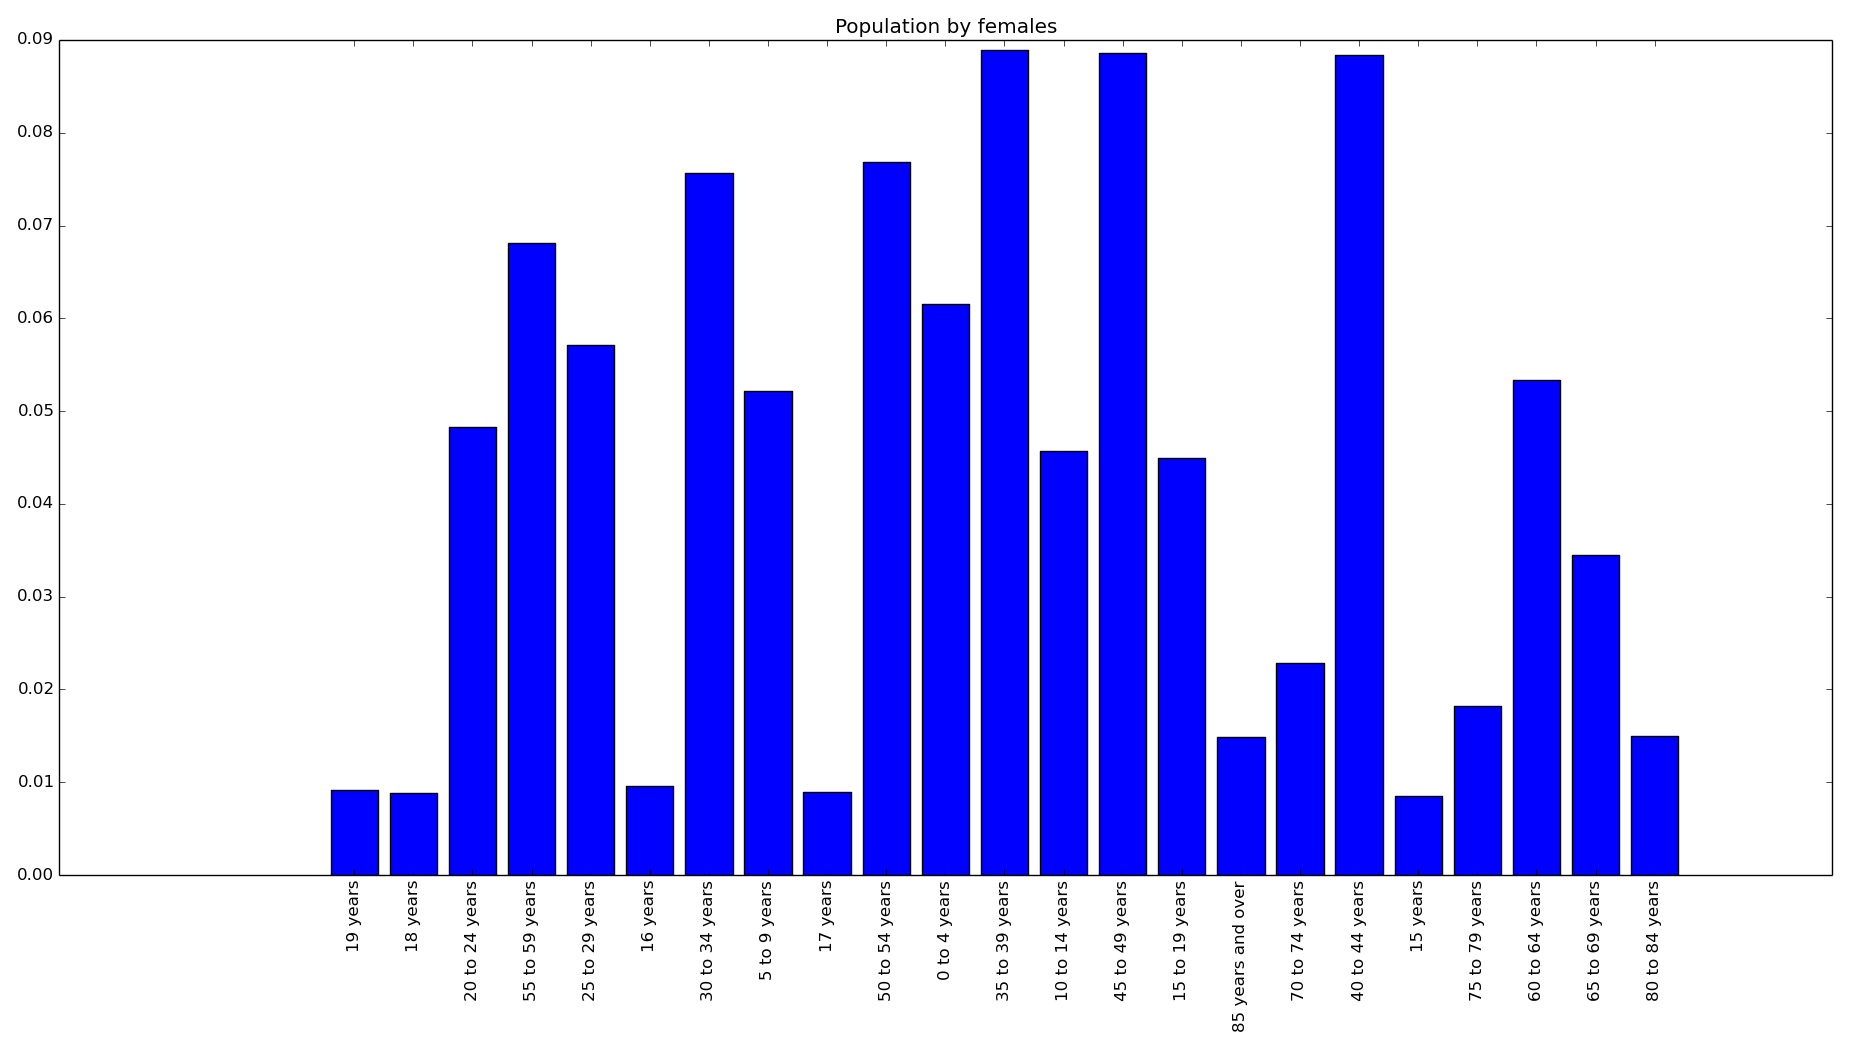 Population by females
0.09
0.08
0.07
0.06
0.05
0.04
0.03
0.02
0.01
0.00
19 years
18 years
20 to 24 years
55 to 59 years
25 to 29 years
16 years
30 to 34 years
5 to 9 years
17 years
50 to 54 years
0 to 4 years
35 to 39 years
10 to 14 years
45 to 49 years
15 to 19 years
85 years and over
70 to 74 years
40 to 44 years
15 years
75 to 79 years
60 to 64 years
65 to 69 years
80 to 84 years